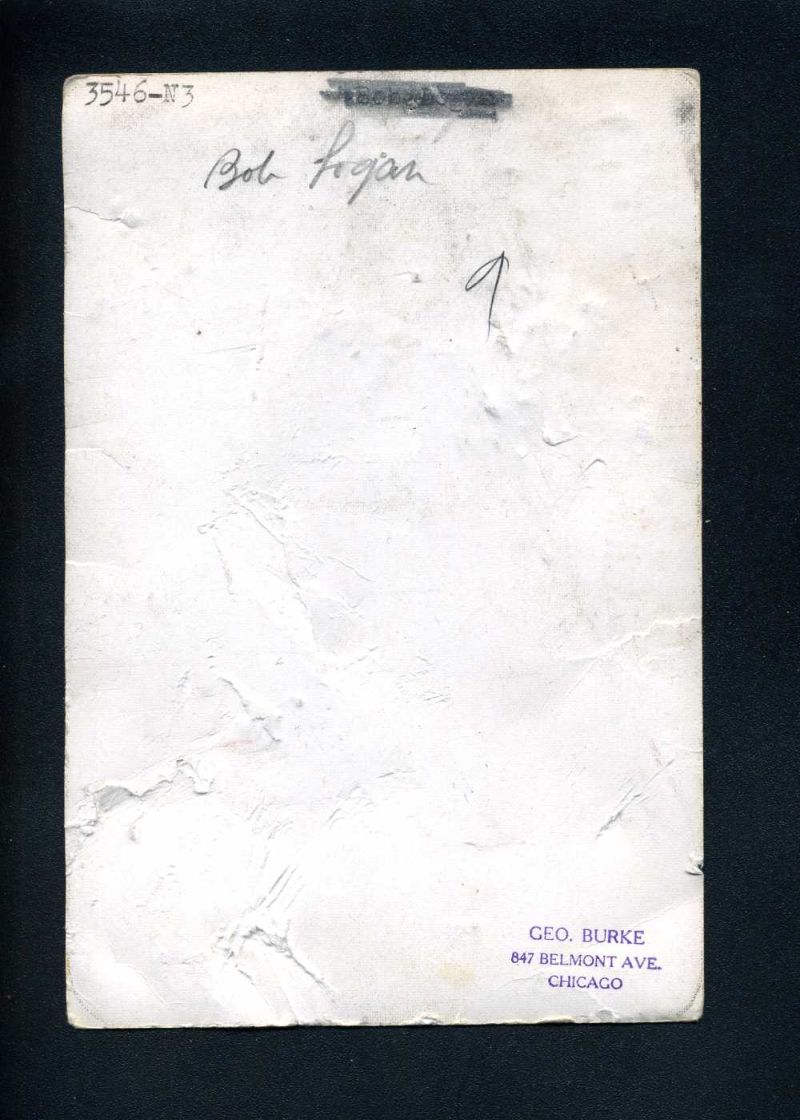 3546-N3
Bob Logan
GEO. BURKE
847 BELMONT AVE.
CHICAGO